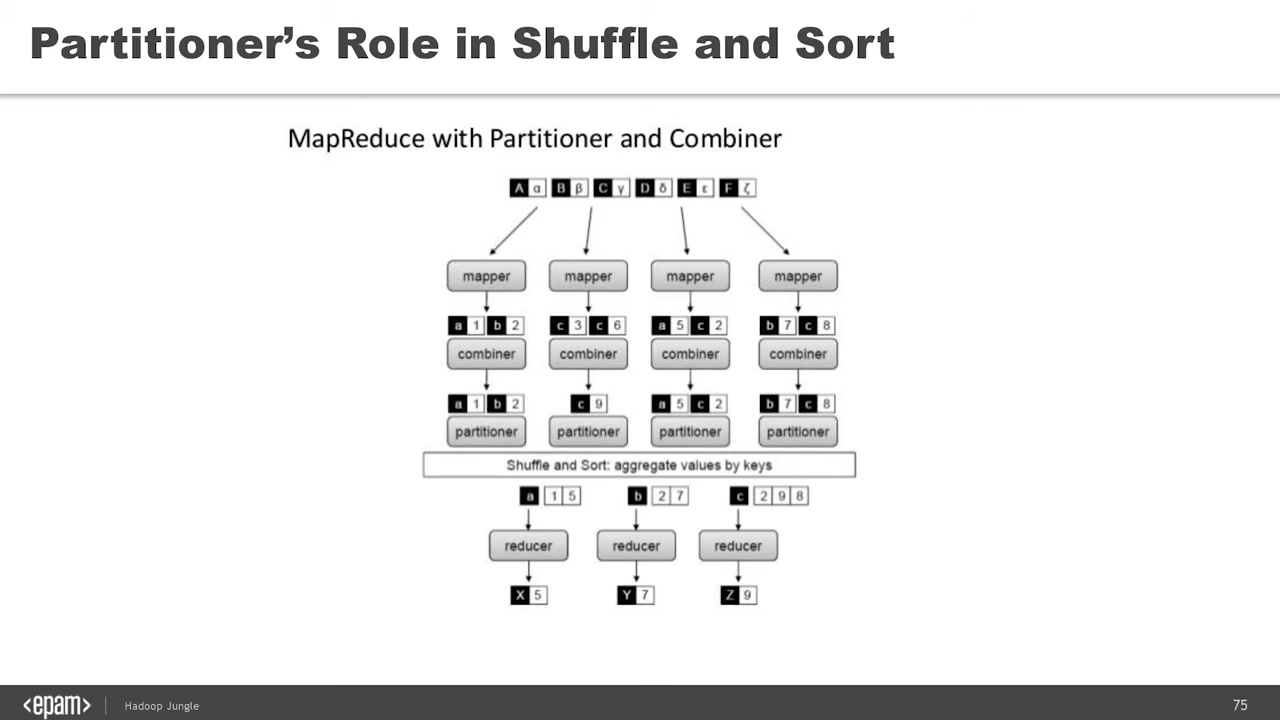 Partitioner’s Role in Shuffle and Sort
MapReduce with Partitioner and Combiner
A α B β C γ D δ E ε F ζ
mapper mapper mapper mapper
a 1 b 2 c 3 c 6 a 5 c 2 b 7 c 8
combiner combiner combiner combiner
a 1 b 2 c 9 a 5 c 2 b 7 c 8
partitioner partitioner partitioner partitioner
Shuffle and Sort: aggregate values by keys
a 1 5 b 2 7 c 2 9 8
reducer reducer reducer
X 5 Y 7 Z 9
<epam> Hadoop Jungle 75